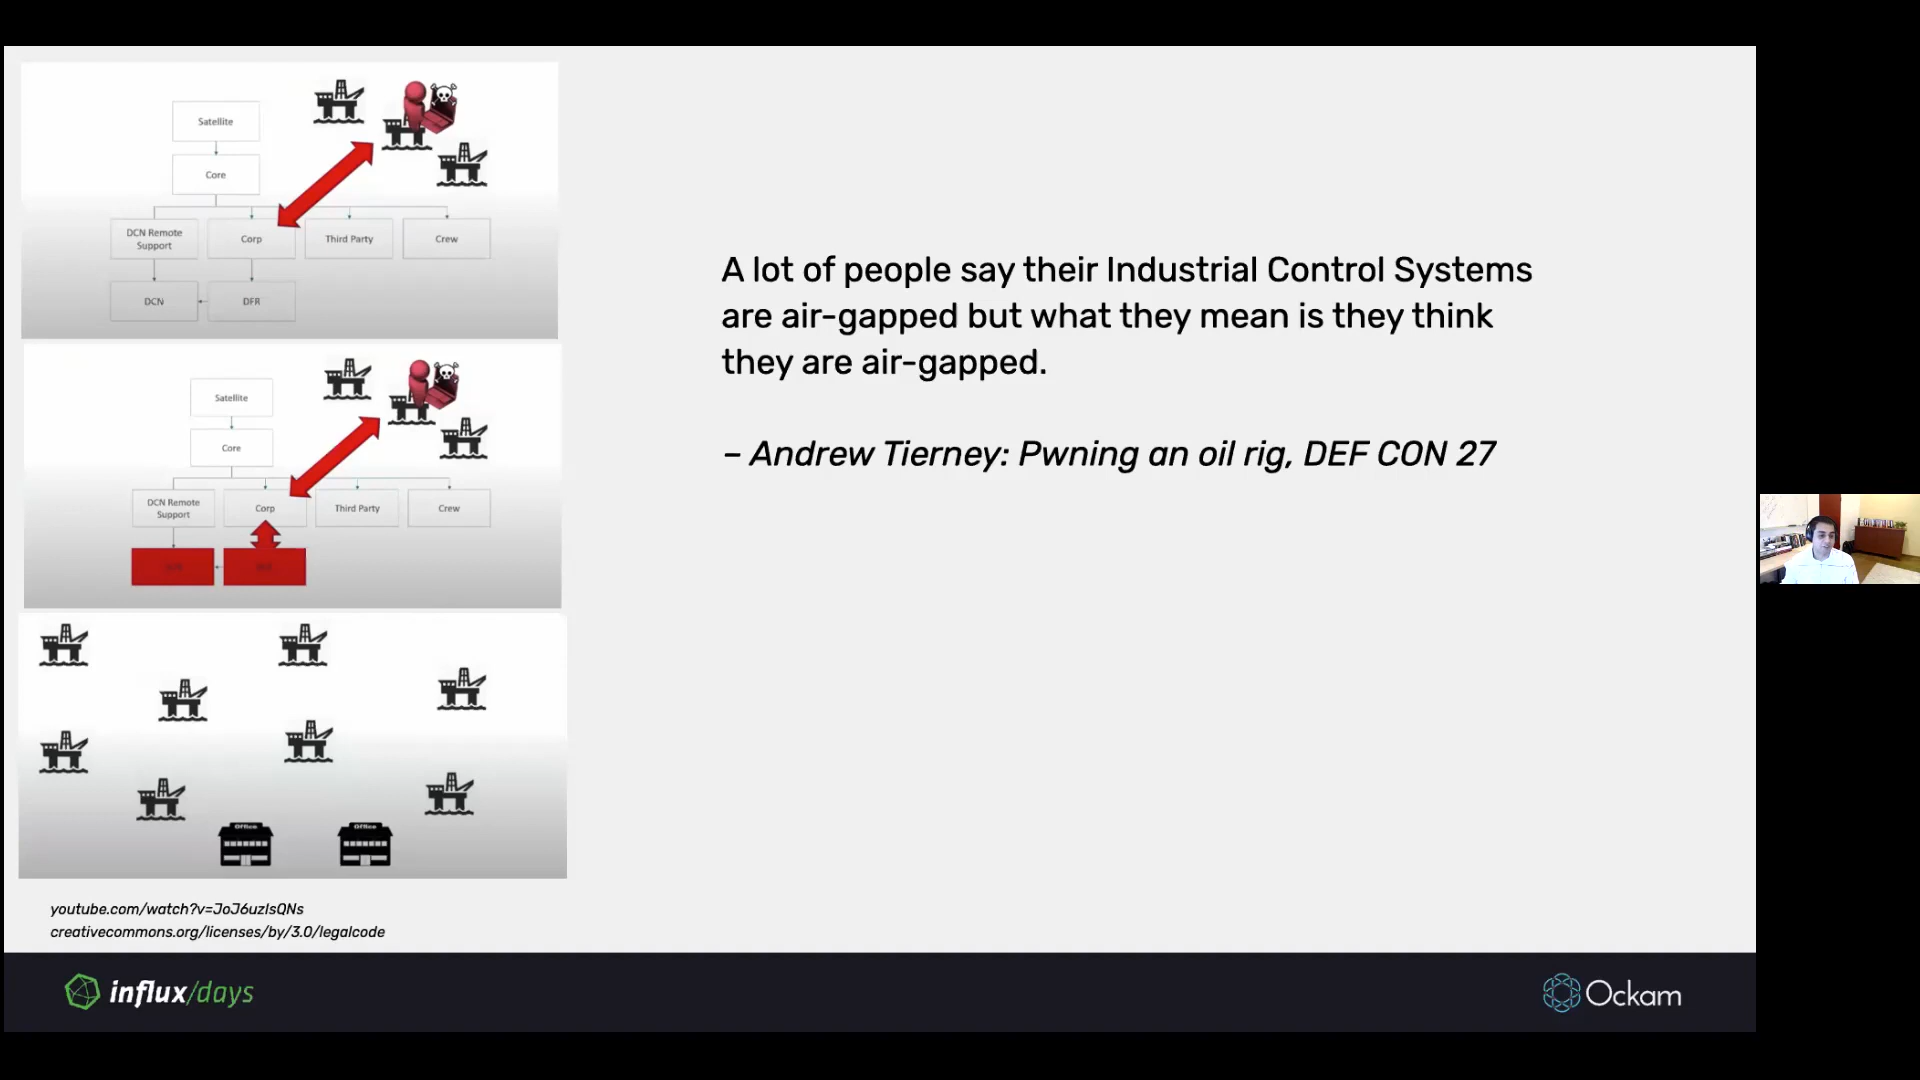 Satellite
Core
DCN Remote
Support
Corp
Third Party
Crew
DCN
DFR
Satellite
Core
DCN Remote
Support
Corp
Third Party
Crew
Office
Office
A lot of people say their Industrial Control Systems
are air-gapped but what they mean is they think
they are air-gapped.
– Andrew Tierney: Pwning an oil rig, DEF CON 27
youtube.com/watch?v=JoJ6uzIsQNs
creativecommons.org/licenses/by/3.0/legalcode
influx/days
Ockam